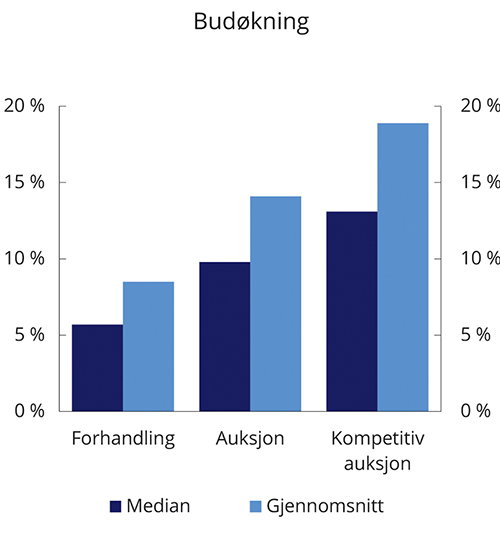 Budøkning
20 % 20 %
15 % 15 %
10 % 10 %
5 % 5 %
0 % 0 %
Forhandling Auksjon Kompetitiv
auksjon
Median Gjennomsnitt